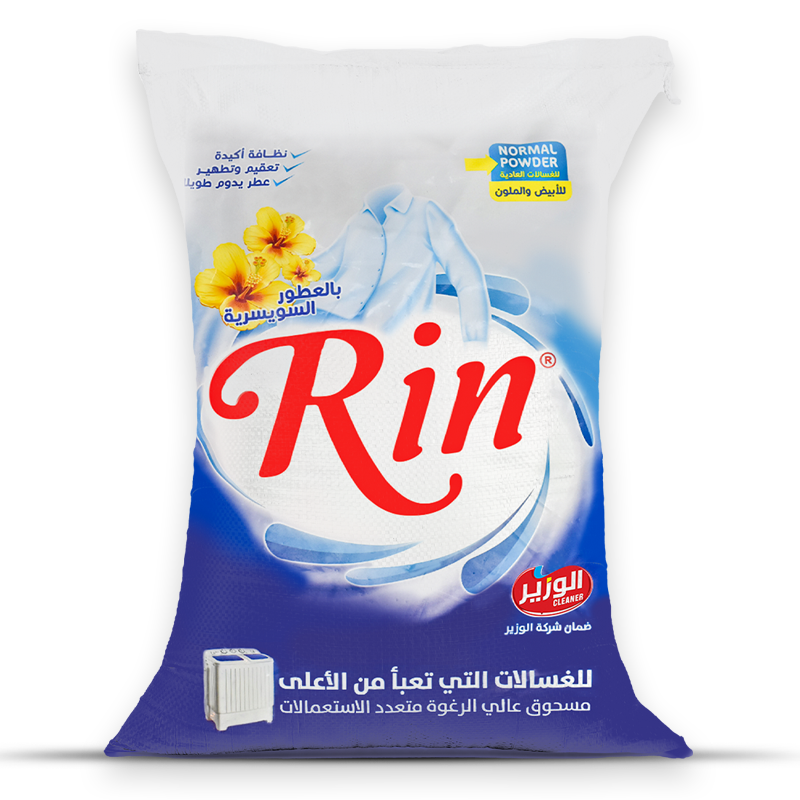 نظافة أكيدة
تعقيم وتطهير
عطر يدوم طويلا
NORMAL
POWDER
للغسالات العادية
للأبيض والملون
بالعطور
السويسرية
Rin®
الوزير
CLEANER
ضمان شركة الوزير
للغسالات التي تعبأ من الأعلى
مسحوق عالي الرغوة متعدد الاستعمالات